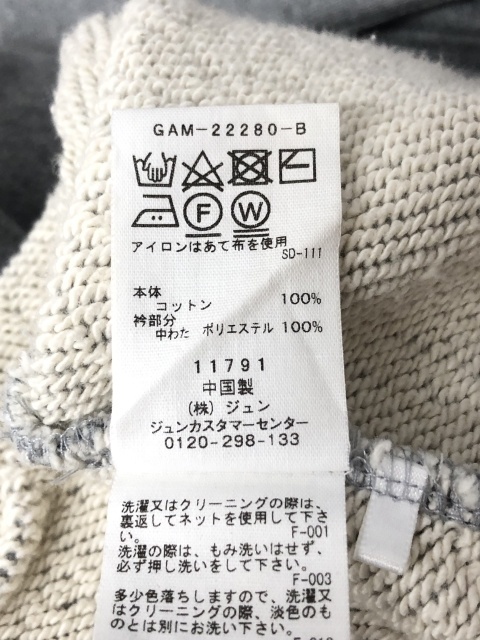 GAM-22280-B
F
W
アイロンはあて布を使用
SD-111
本体
コットン 100%
衿部分
中わた ポリエステル 100%
11791
中国製
(株) ジュン
ジュンカスタマーセンター
0120-298-133
洗濯又はクリーニングの際は、
裏返してネットを使用して下さ
い。 F-001
洗濯の際は、もみ洗いはせず、
必ず押し洗いをして下さい。
F-003
多少色落ちしますので、洗濯又
はクリーニングの際、淡色のも
のとは別にお洗い下さい。